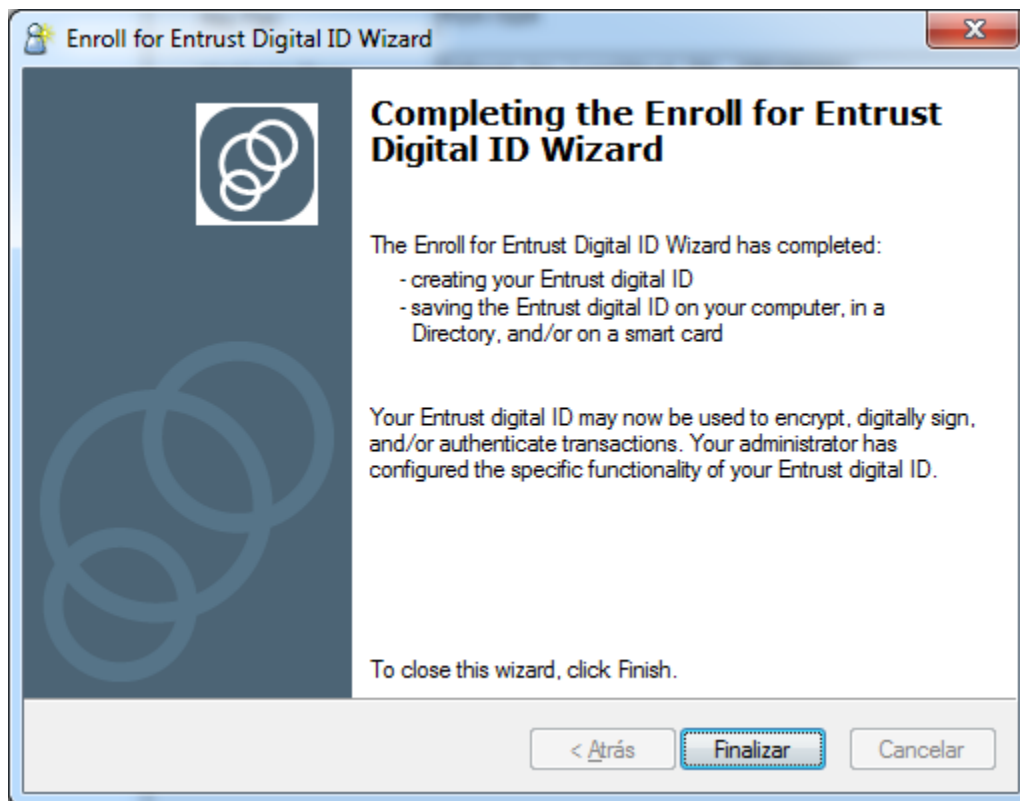 Enroll for Entrust Digital ID Wizard
Completing the Enroll for Entrust
Digital ID Wizard
The Enroll for Entrust Digital ID Wizard has completed:
- creating your Entrust digital ID
- saving the Entrust digital ID on your computer, in a
Directory, and/or on a smart card
Your Entrust digital ID may now be used to encrypt, digitally sign,
and/or authenticate transactions. Your administrator has
configured the specific functionality of your Entrust digital ID.
To close this wizard, click Finish.
< Atrás Finalizar Cancelar